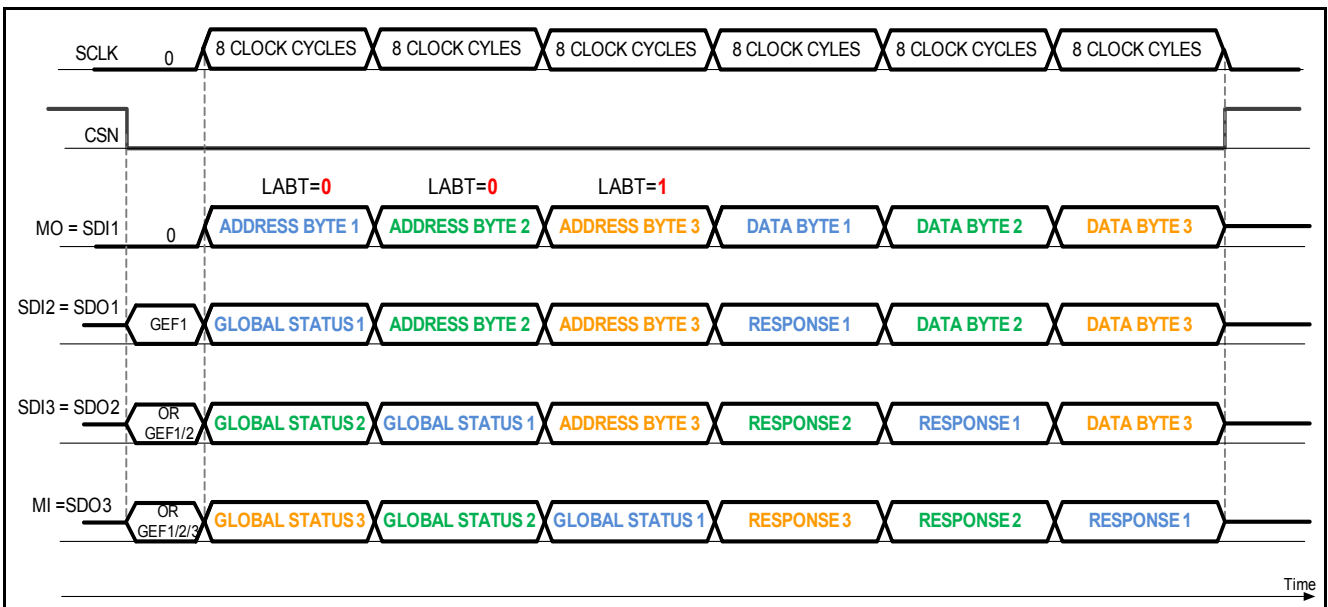 SCLK 0 8 CLOCK CYCLES 8 CLOCK CYLES 8 CLOCK CYCLES 8 CLOCK CYLES 8 CLOCK CYLES 8 CLOCK CYLES
CSN
LABT=0 LABT=0 LABT=1
MO = SDI1 0 ADDRESS BYTE 1 ADDRESS BYTE 2 ADDRESS BYTE 3 DATA BYTE 1 DATA BYTE 2 DATA BYTE 3
SDI2 = SDO1 GEF1 GLOBAL STATUS 1 ADDRESS BYTE 2 ADDRESS BYTE 3 RESPONSE 1 DATA BYTE 2 DATA BYTE 3
SDI3 = SDO2 OR
GEF1/2 GLOBAL STATUS 2 GLOBAL STATUS 1 ADDRESS BYTE 3 RESPONSE 2 RESPONSE 1 DATA BYTE 3
MI =SDO3 OR
GEF1/2/3 GLOBAL STATUS 3 GLOBAL STATUS 2 GLOBAL STATUS 1 RESPONSE 3 RESPONSE 2 RESPONSE 1
Time